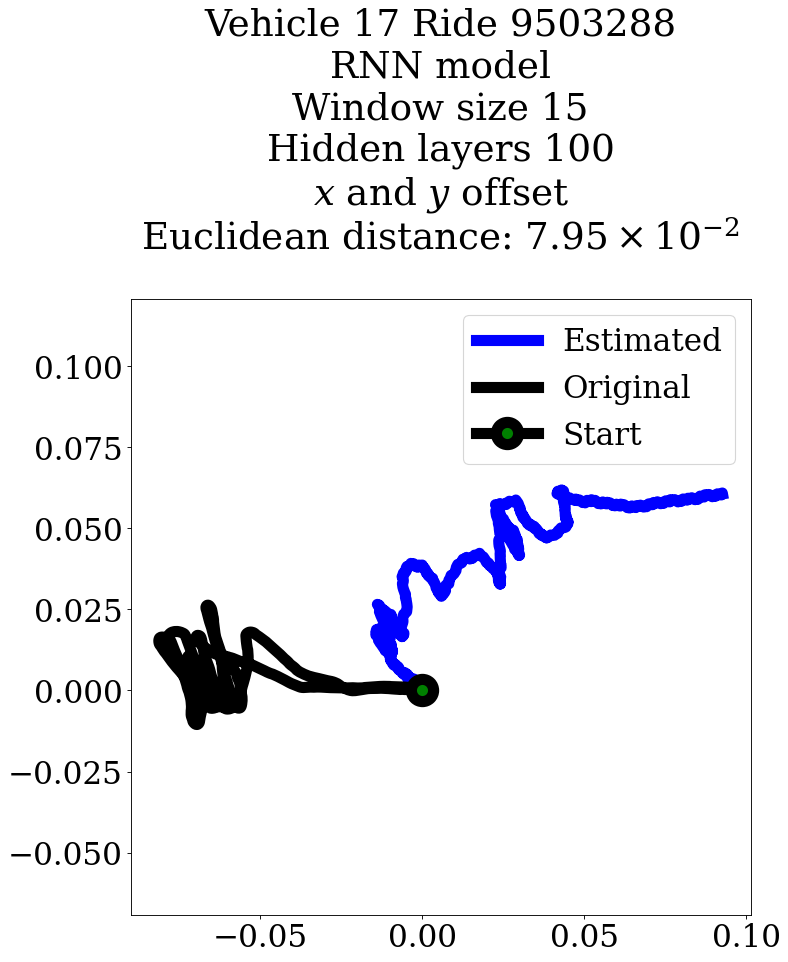 Vehicle 17 Ride 9503288
RNN model
Window size 15
Hidden layers 100
x and y offset
Euclidean distance: 7.95 × 10⁻²
Estimated
Original
Start
0.100
0.075
0.050
0.025
0.000
−0.025
−0.050
−0.05 0.00 0.05 0.10